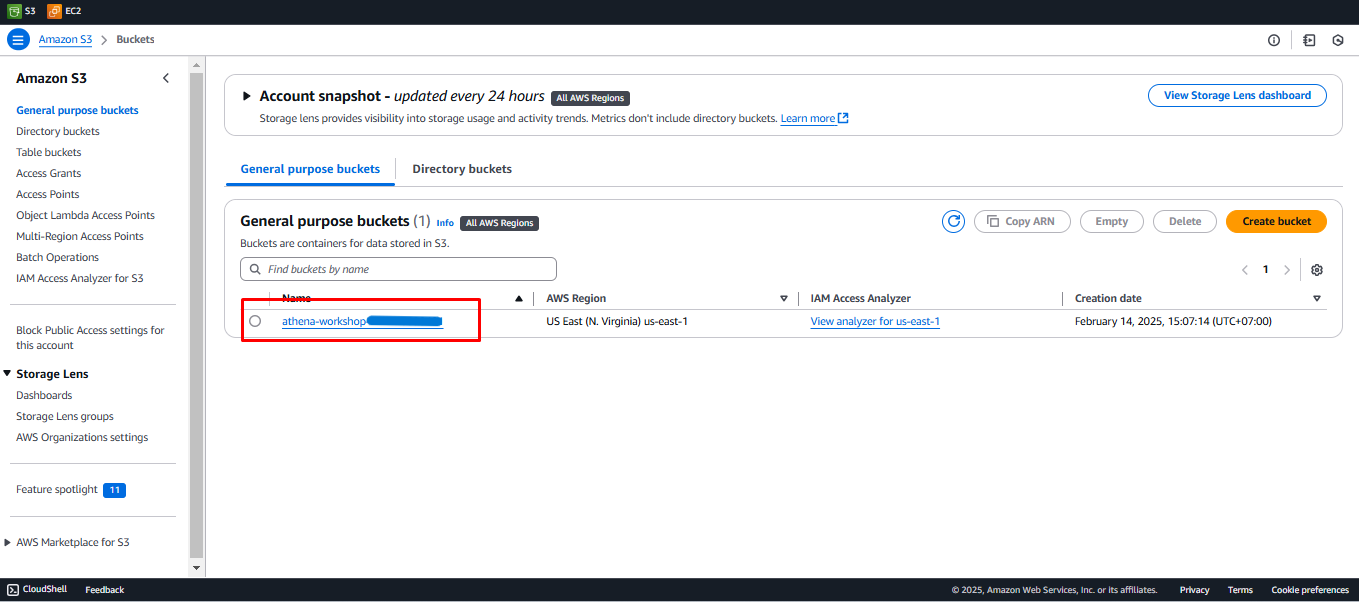 S3 EC2
Amazon S3 Buckets
Amazon S3
General purpose buckets
Directory buckets
Table buckets
Access Grants
Access Points
Object Lambda Access Points
Multi-Region Access Points
Batch Operations
IAM Access Analyzer for S3
Block Public Access settings for
this account
Storage Lens
Dashboards
Storage Lens groups
AWS Organizations settings
Feature spotlight 11
AWS Marketplace for S3
Account snapshot - updated every 24 hours All AWS Regions
View Storage Lens dashboard
Storage lens provides visibility into storage usage and activity trends. Metrics don't include directory buckets. Learn more
General purpose buckets Directory buckets
General purpose buckets (1) Info All AWS Regions
Copy ARN Empty Delete Create bucket
Buckets are containers for data stored in S3.
Find buckets by name
1
Name AWS Region IAM Access Analyzer Creation date
athena-workshop- US East (N. Virginia) us-east-1 View analyzer for us-east-1 February 14, 2025, 15:07:14 (UTC+07:00)
CloudShell Feedback © 2025, Amazon Web Services, Inc. or its affiliates. Privacy Terms Cookie preferences